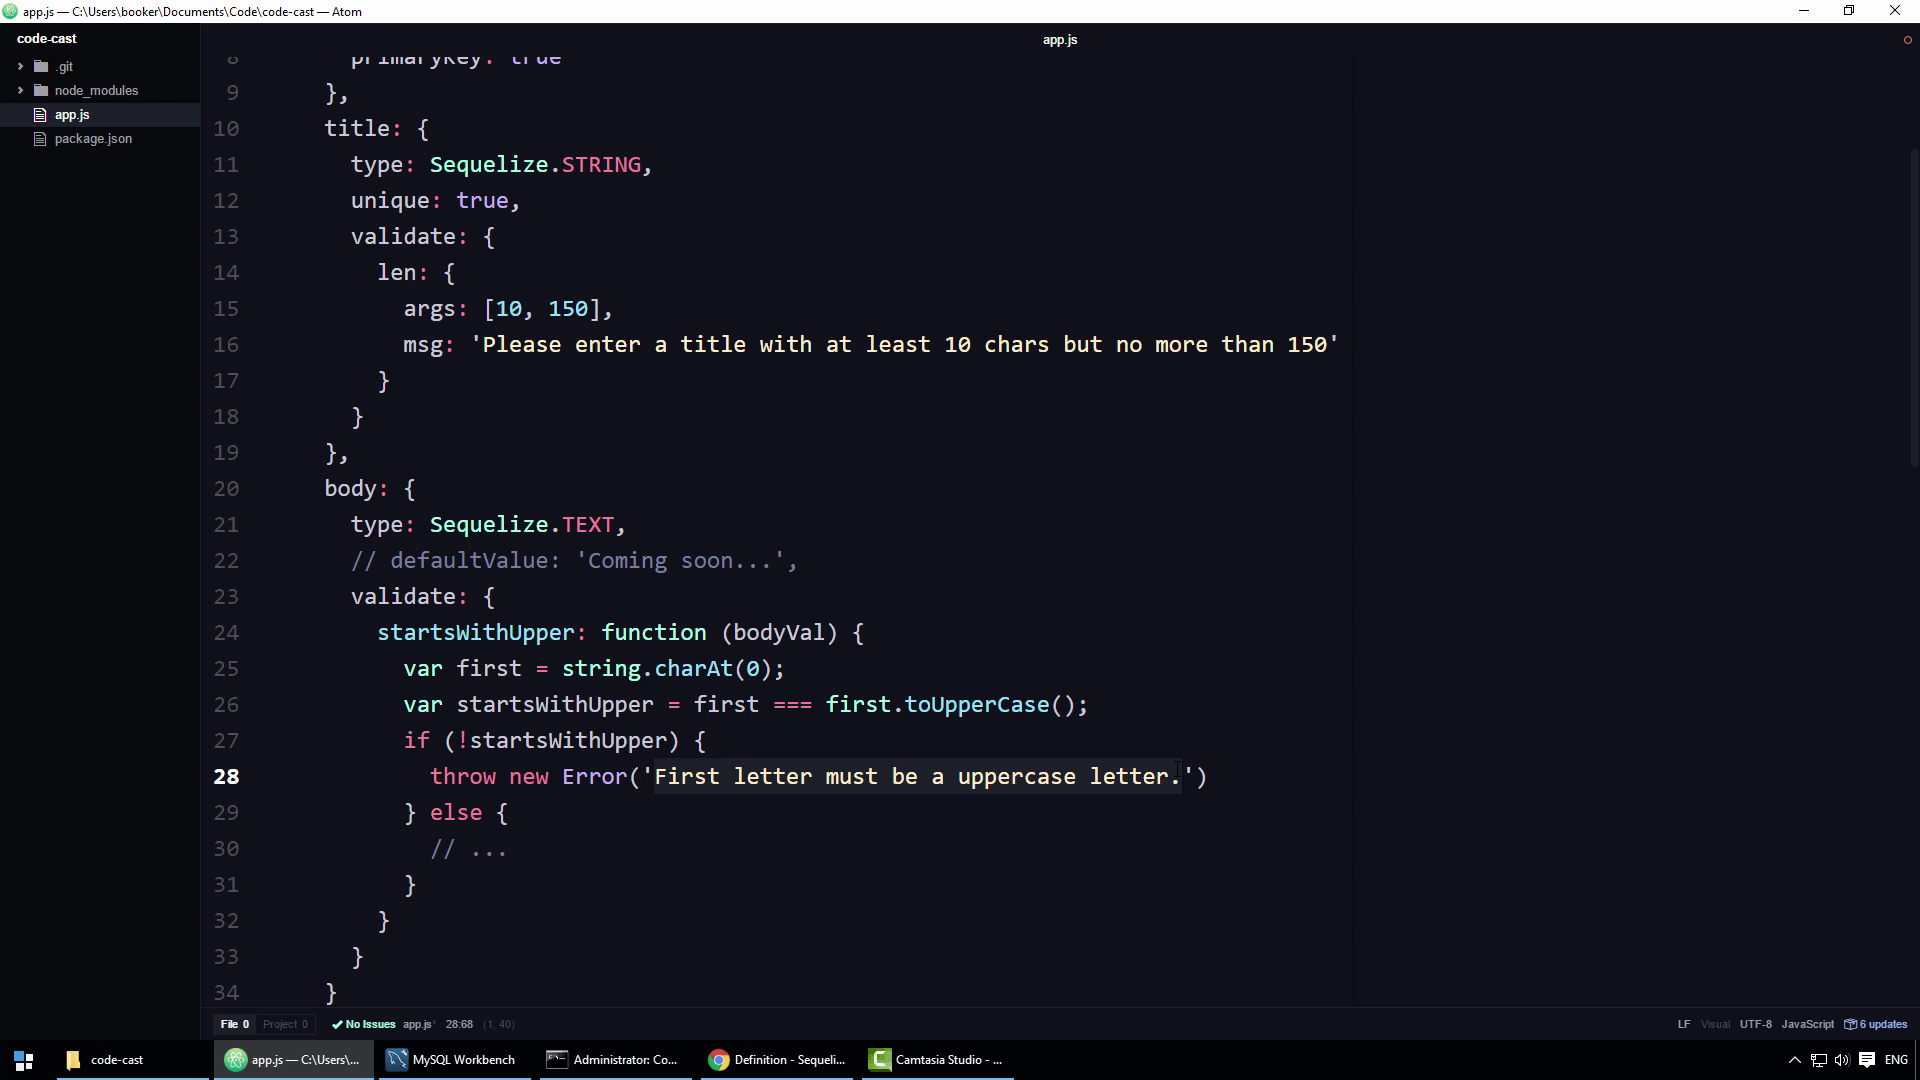 app.js — C:\Users\booker\Documents\Code\code-cast — Atom
code-cast
.git
node_modules
app.js
package.json
app.js
8 primaryKey: true
9 },
10 title: {
11 type: Sequelize.STRING,
12 unique: true,
13 validate: {
14 len: {
15 args: [10, 150],
16 msg: 'Please enter a title with at least 10 chars but no more than 150'
17 }
18 }
19 },
20 body: {
21 type: Sequelize.TEXT,
22 // defaultValue: 'Coming soon...',
23 validate: {
24 startsWithUpper: function (bodyVal) {
25 var first = string.charAt(0);
26 var startsWithUpper = first === first.toUpperCase();
27 if (!startsWithUpper) {
28 throw new Error('First letter must be a uppercase letter.')
29 } else {
30 // ...
31 }
32 }
33 }
34 }
File 0 Project 0 No Issues app.js* 28:68 (1, 40) LF Visual UTF-8 JavaScript 6 updates
code-cast app.js — C:\Users\... MySQL Workbench Administrator: Co... Definition - Sequeli... Camtasia Studio - ... ENG